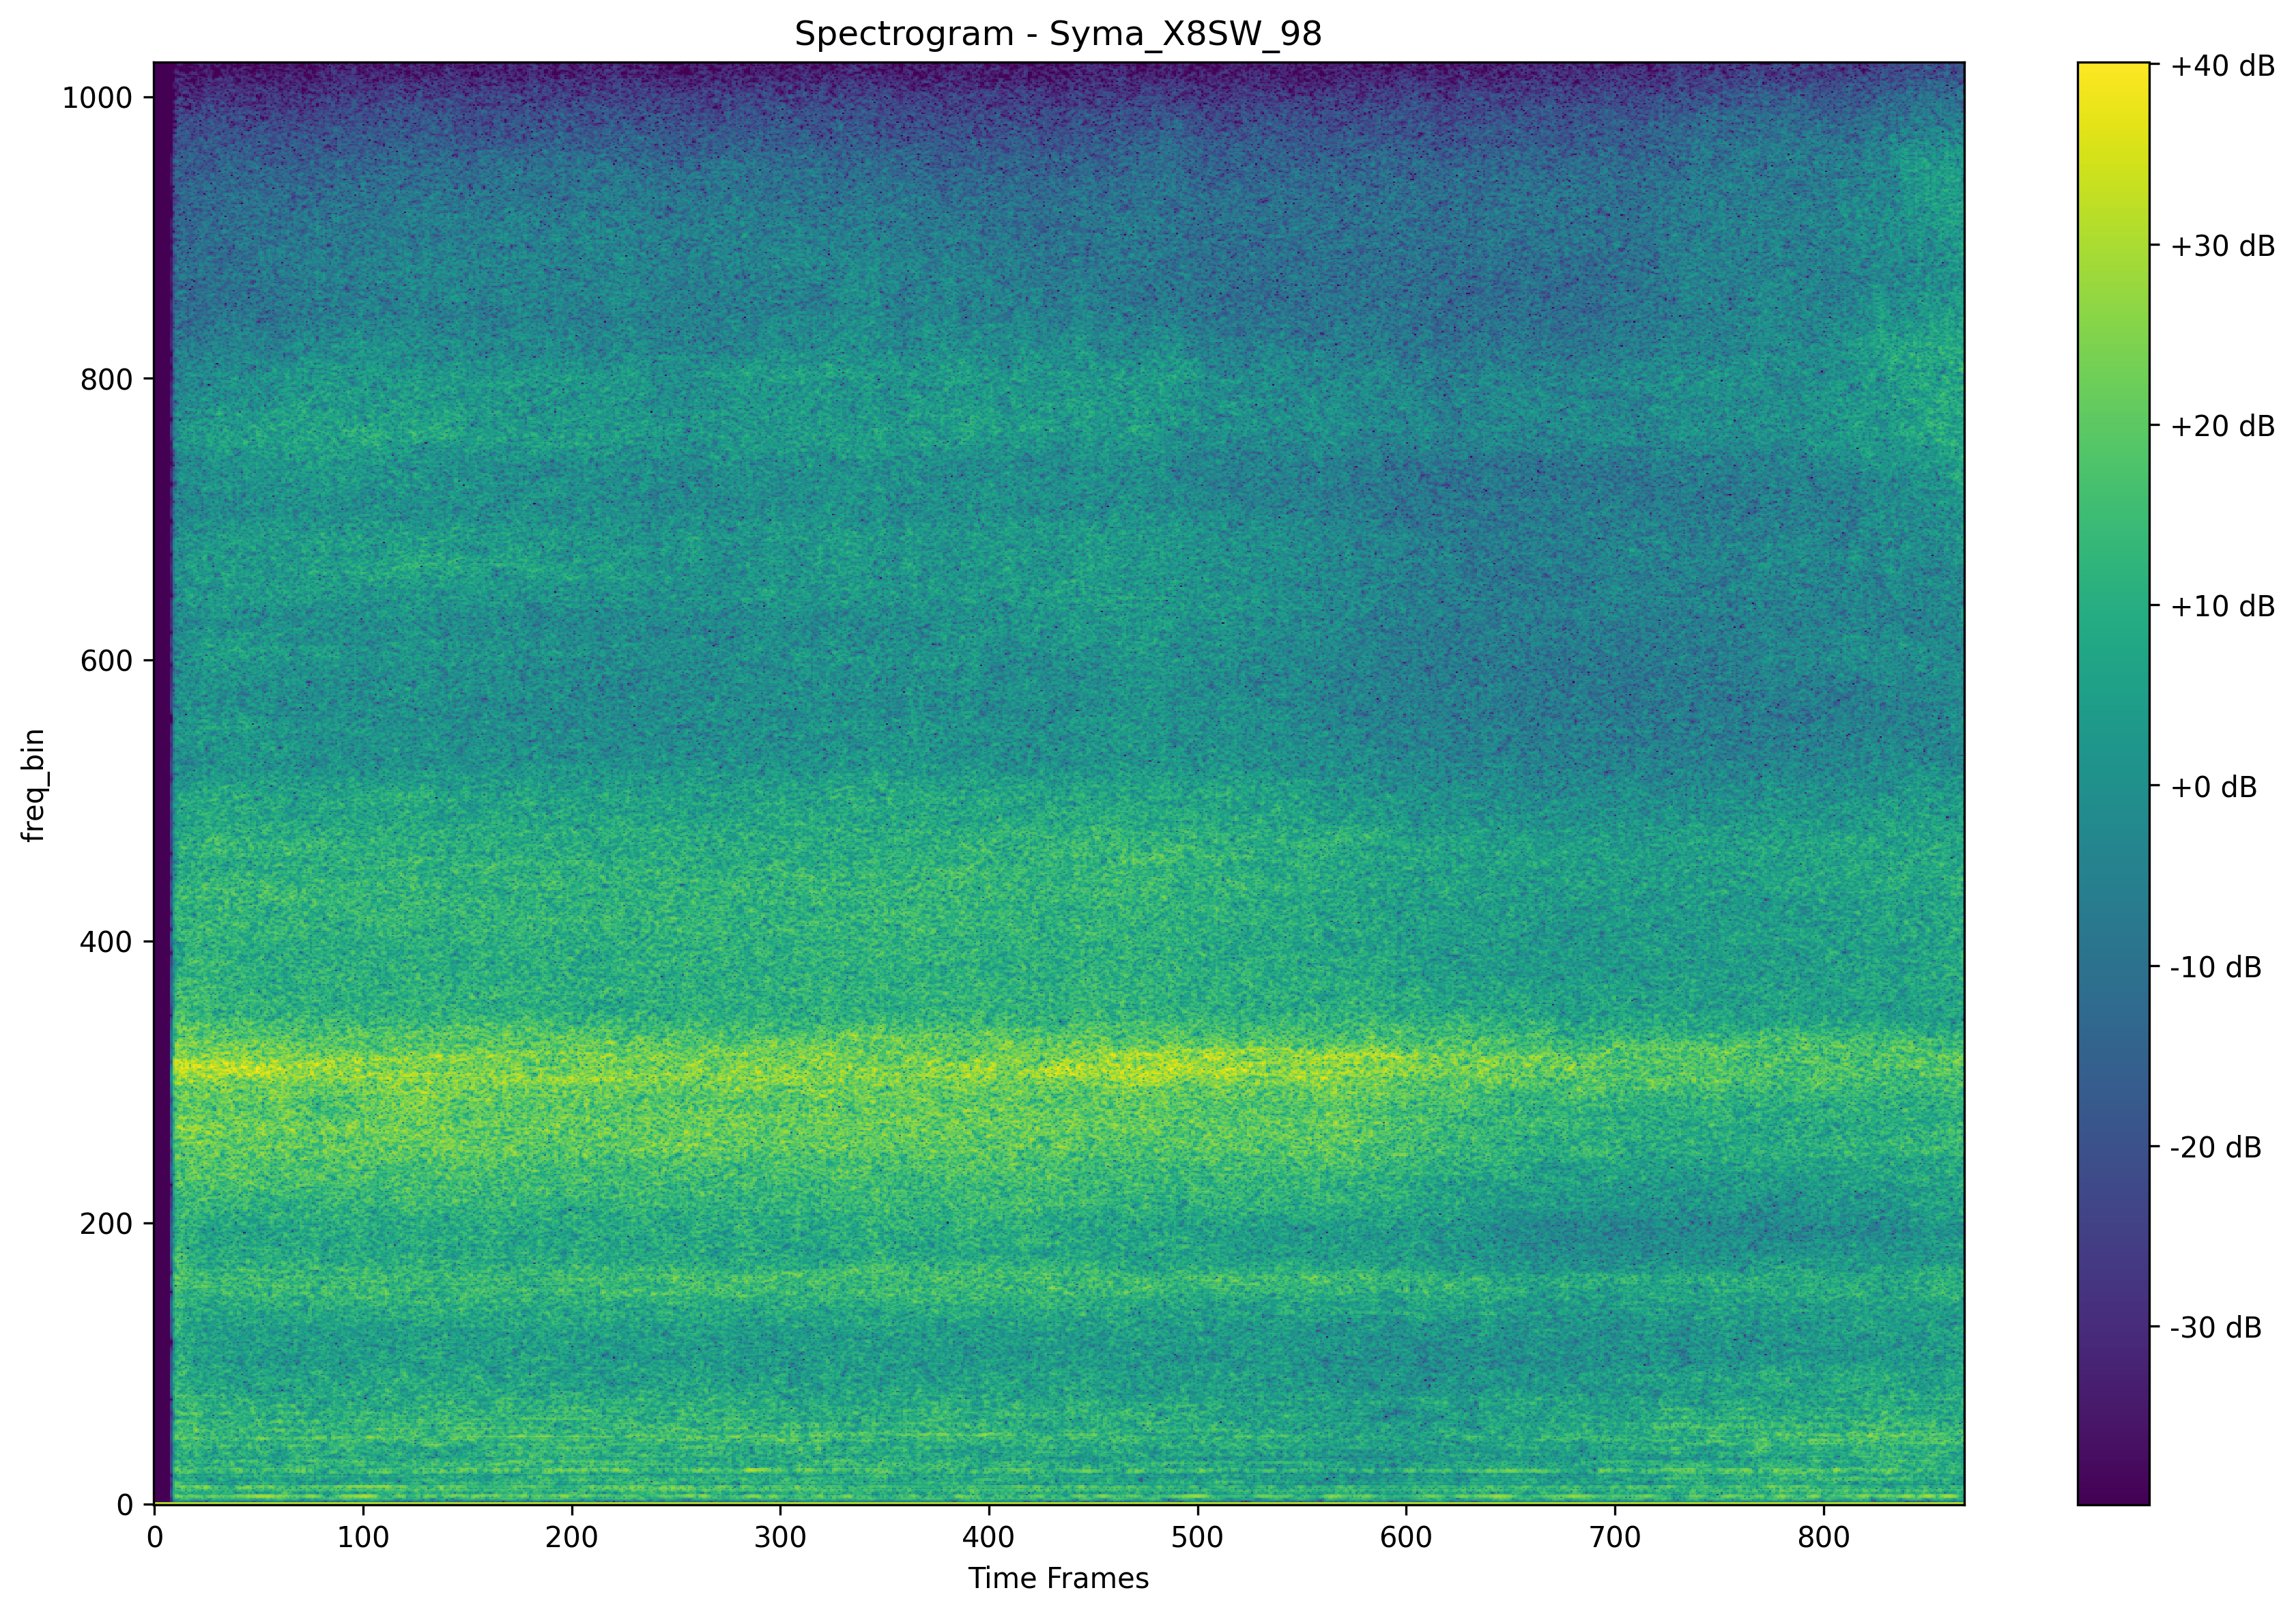 Spectrogram - Syma_X8SW_98
freq_bin
1000
800
600
400
200
0
0 100 200 300 400 500 600 700 800
Time Frames
+40 dB
+30 dB
+20 dB
+10 dB
+0 dB
-10 dB
-20 dB
-30 dB